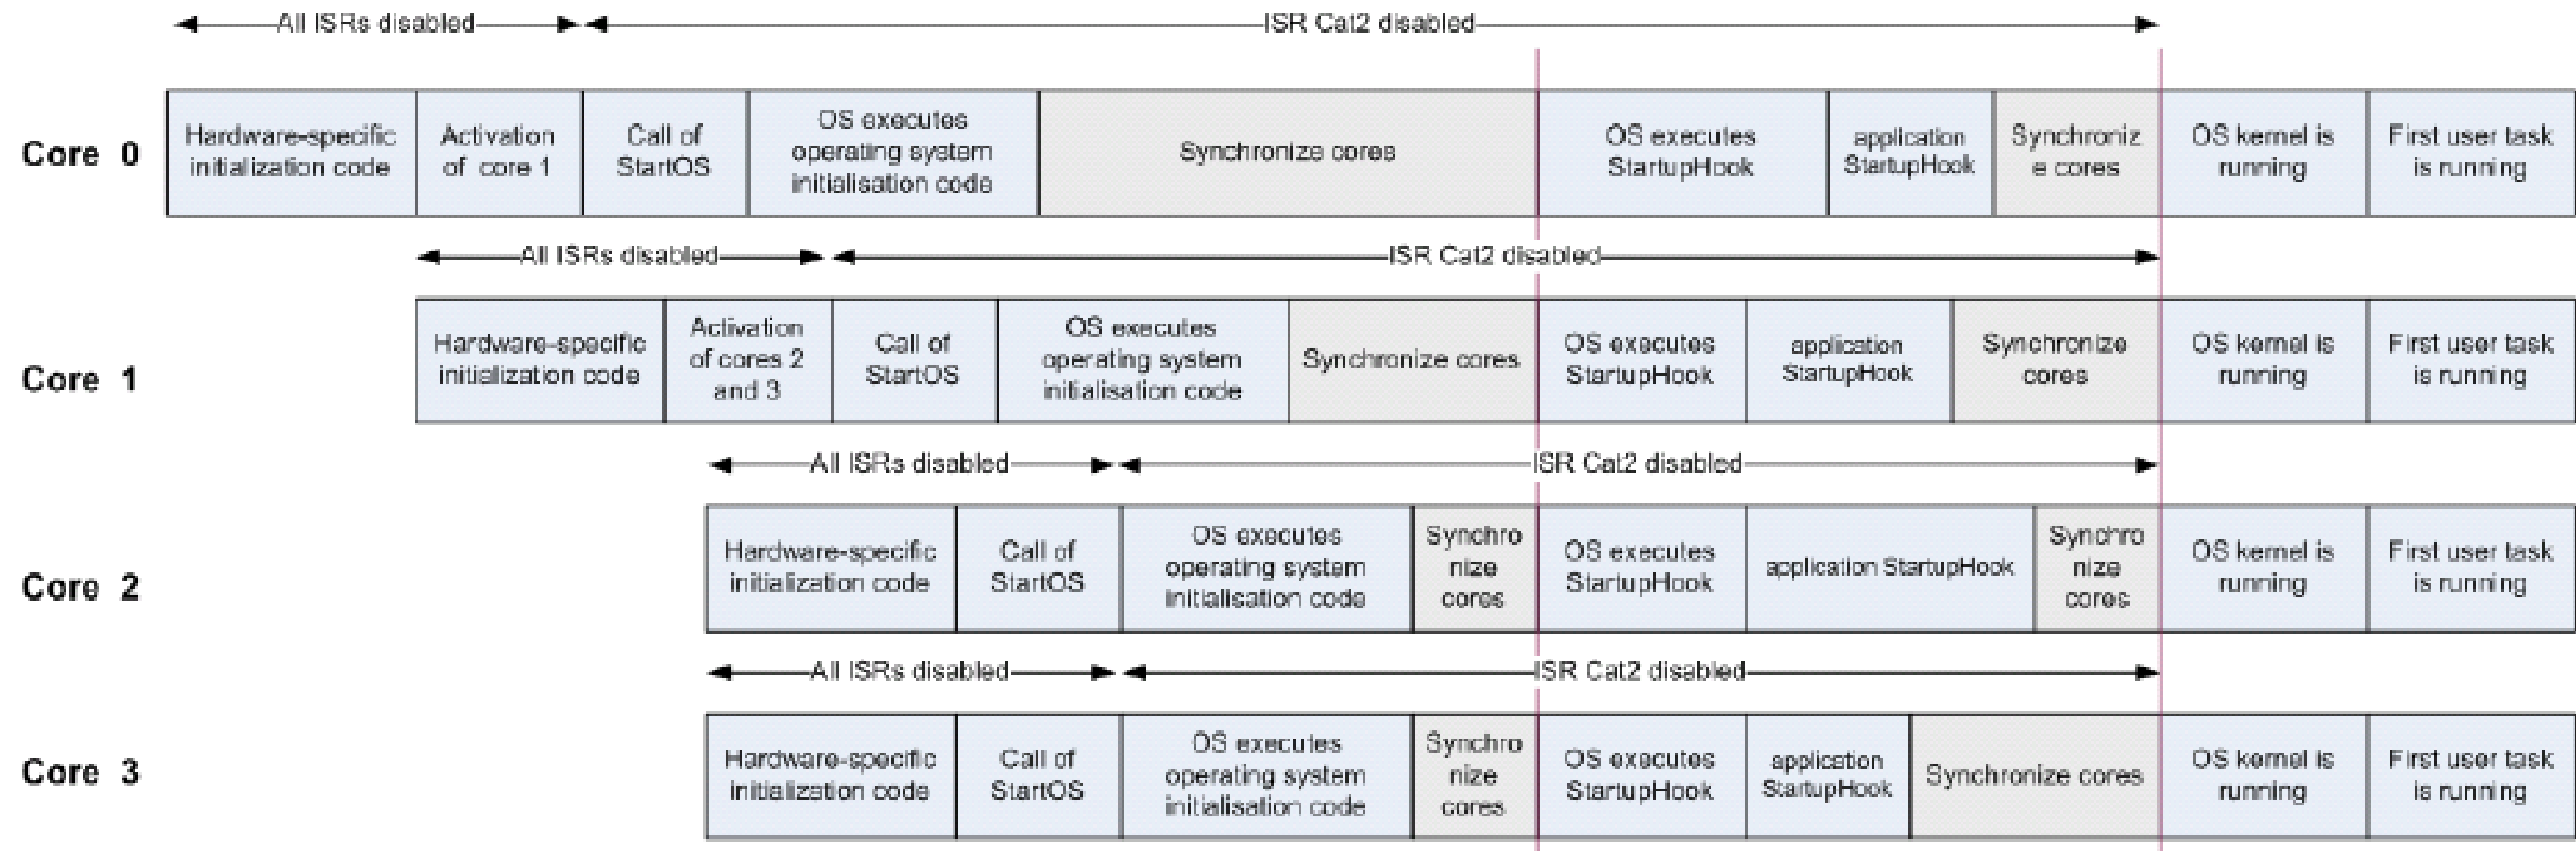 All ISRs disabled
ISR Cat2 disabled
Core 0
Hardware-specific
initialization code
Activation
of core 1
Call of
StartOS
OS executes
operating system
initialisation code
Synchronize cores
OS executes
StartupHook
application
StartupHook
Synchroniz
e cores
OS kernel is
running
First user task
is running
All ISRs disabled
ISR Cat2 disabled
Core 1
Hardware-specific
initialization code
Activation
of cores 2
and 3
Call of
StartOS
OS executes
operating system
initialisation code
Synchronize cores
OS executes
StartupHook
application
StartupHook
Synchronize
cores
OS kernel is
running
First user task
is running
All ISRs disabled
ISR Cat2 disabled
Core 2
Hardware-specific
initialization code
Call of
StartOS
OS executes
operating system
initialisation code
Synchro
nize
cores
OS executes
StartupHook
application StartupHook
Synchro
nize
cores
OS kernel is
running
First user task
is running
All ISRs disabled
ISR Cat2 disabled
Core 3
Hardware-specific
initialization code
Call of
StartOS
OS executes
operating system
initialisation code
Synchro
nize
cores
OS executes
StartupHook
application
StartupHook
Synchronize cores
OS kernel is
running
First user task
is running